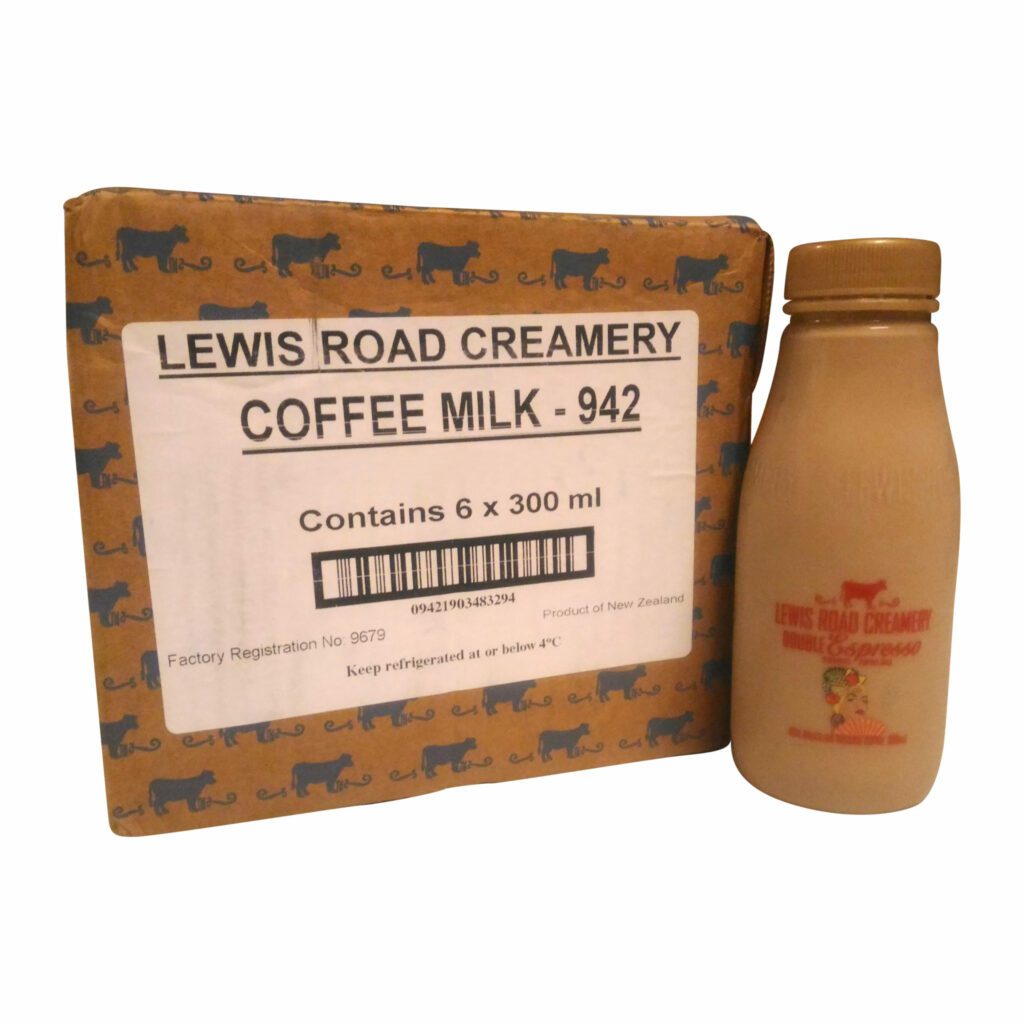 LEWIS ROAD CREAMERY
COFFEE MILK - 942
Contains 6 x 300 ml
09421903483294
Product of New Zealand
Factory Registration No: 9679
Keep refrigerated at or below 4ºC
LEWIS ROAD CREAMERY
DOUBLE Espresso